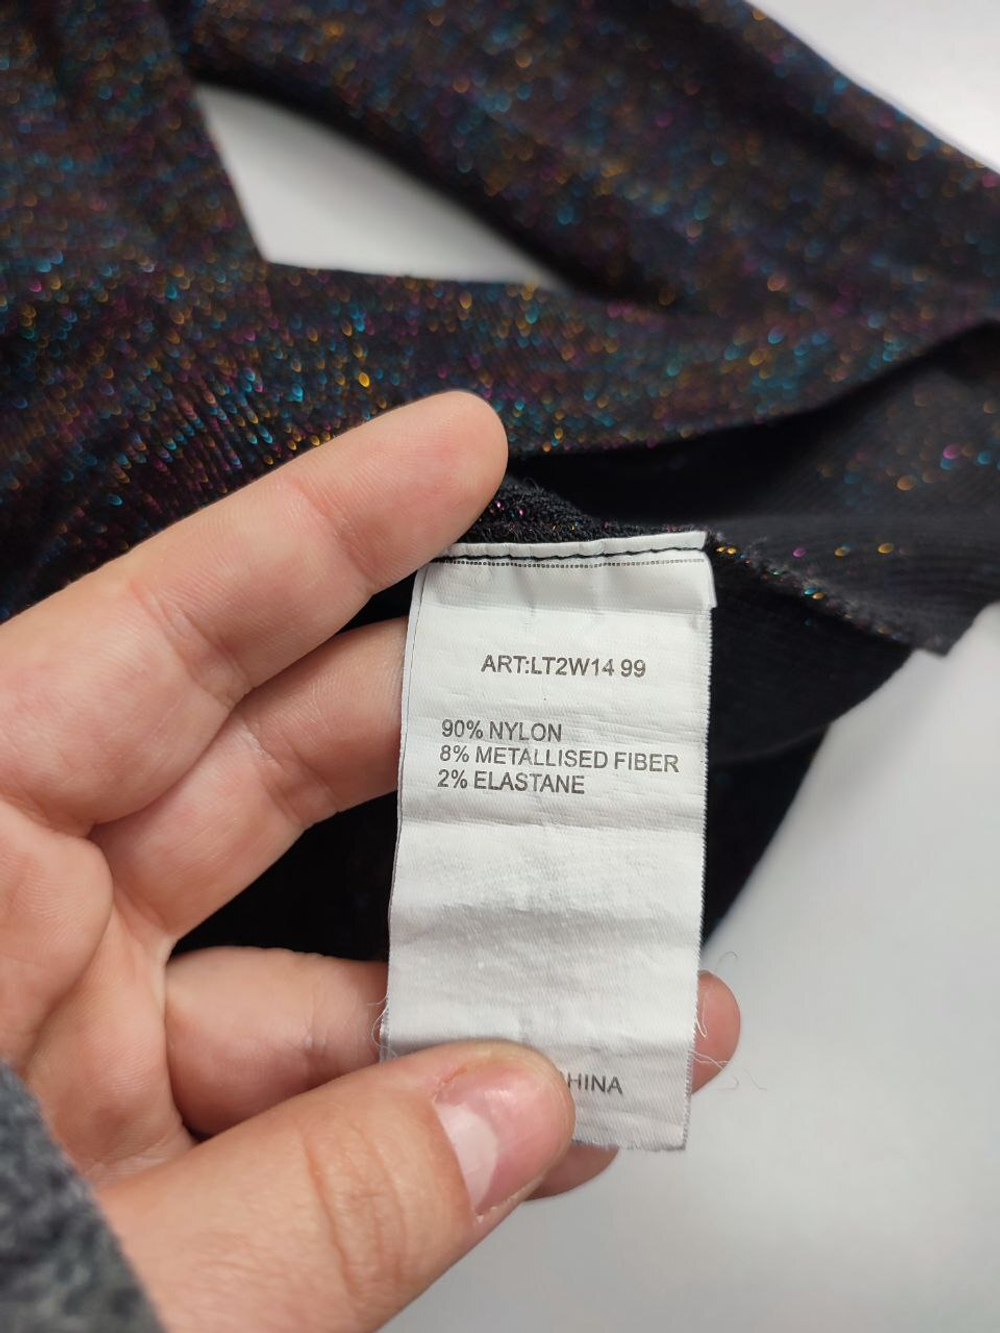 ART:LT2W14 99
90% NYLON
8% METALLISED FIBER
2% ELASTANE